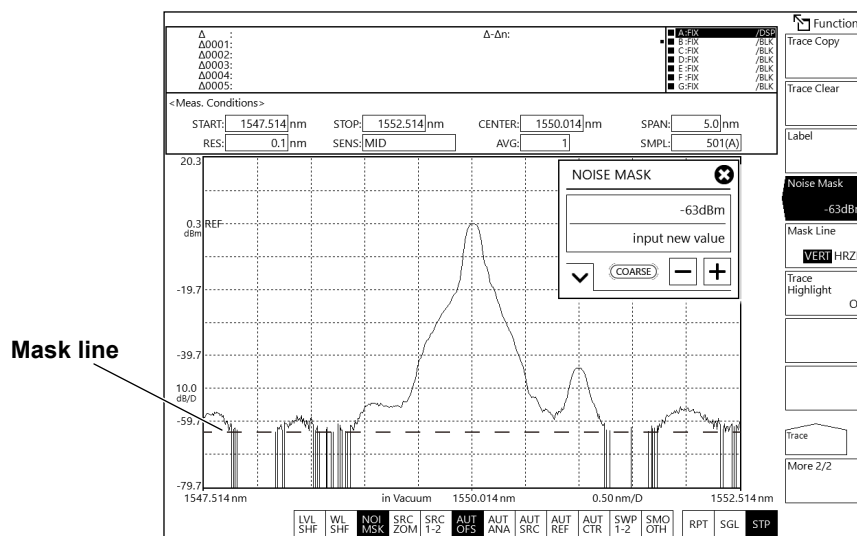 Function
Δ :
Δ-Δn:
Δ0001:
Δ0002:
Δ0003:
Δ0004:
Δ0005:
A:FIX /DSP
B:FIX /BLK
C:FIX /BLK
D:FIX /BLK
E:FIX /BLK
F:FIX /BLK
G:FIX /BLK
<Meas. Conditions>
START: 1547.514 nm STOP: 1552.514 nm CENTER: 1550.014 nm SPAN: 5.0 nm
RES: 0.1 nm SENS: MID AVG: 1 SMPL: 501(A)
20.3
0.3 REF
dBm
-19.7
-39.7
10.0
dB/D
-59.7
-79.7
Mask line
NOISE MASK
-63dBm
input new value
COARSE
1547.514 nm in Vacuum 1550.014 nm 0.500 nm/D 1552.514 nm
LVL SHF
WL SHF
NOI MSK
SRC ZOM
SRC 1-2
AUT OFS
AUT ANA
AUT SRC
AUT REF
AUT CTR
SWP 1-2
SMO OTH
RPT
SGL
STP
Trace Copy
Trace Clear
Label
Noise Mask
-63dBm
Mask Line
VERT HRZ
Trace
Highlight
O
Trace
More 2/2